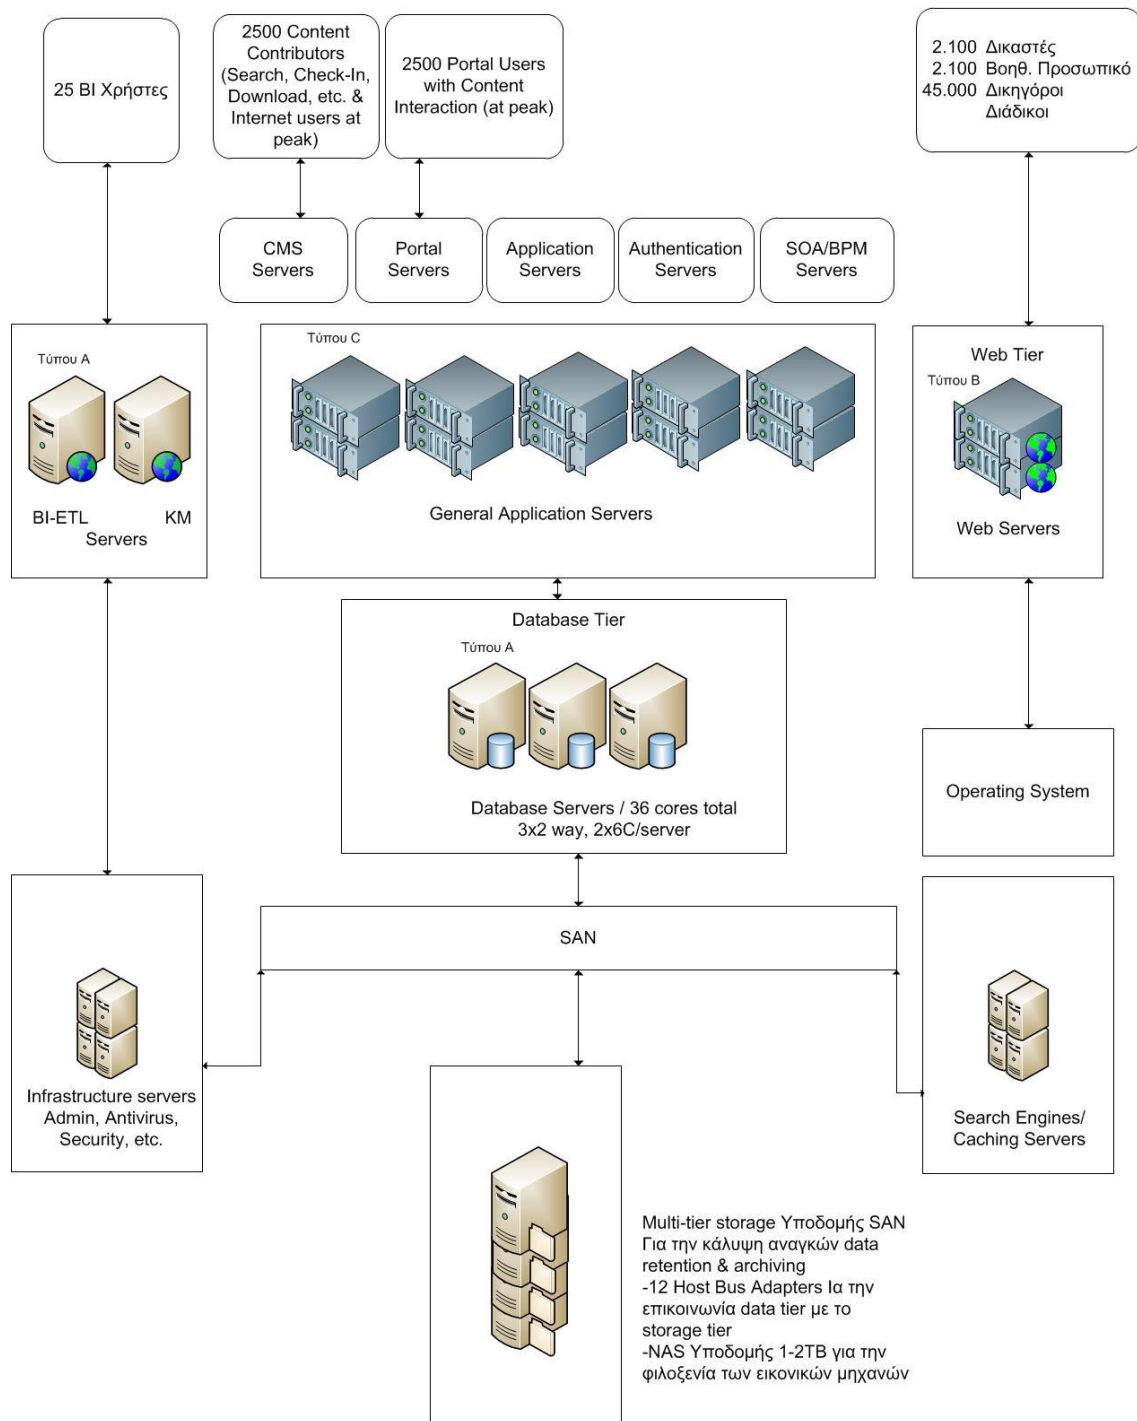 25 BI Χρήστες
2500 Content
Contributors
(Search, Check-In,
Download, etc. &
Internet users at
peak)
2500 Portal Users
with Content
Interaction (at peak)
2.100 Δικαστές
2.100 Βοηθ. Προσωπικό
45.000 Δικηγόροι
Διάδικοι
CMS
Servers
Portal
Servers
Application
Servers
Authentication
Servers
SOA/BPM
Servers
Τύπου Α
BI-ETL KM
Servers
Τύπου C
General Application Servers
Web Tier
Τύπου Β
Web Servers
Database Tier
Τύπου Α
Database Servers / 36 cores total
3x2 way, 2x6C/server
Operating System
SAN
Infrastructure servers
Admin, Antivirus,
Security, etc.
Search Engines/
Caching Servers
Multi-tier storage Υποδομής SAN
Για την κάλυψη αναγκών data
retention & archiving
-12 Host Bus Adapters Ια την
επικοινωνία data tier με το
storage tier
-NAS Υποδομής 1-2TB για την
φιλοξενία των εικονικών μηχανών